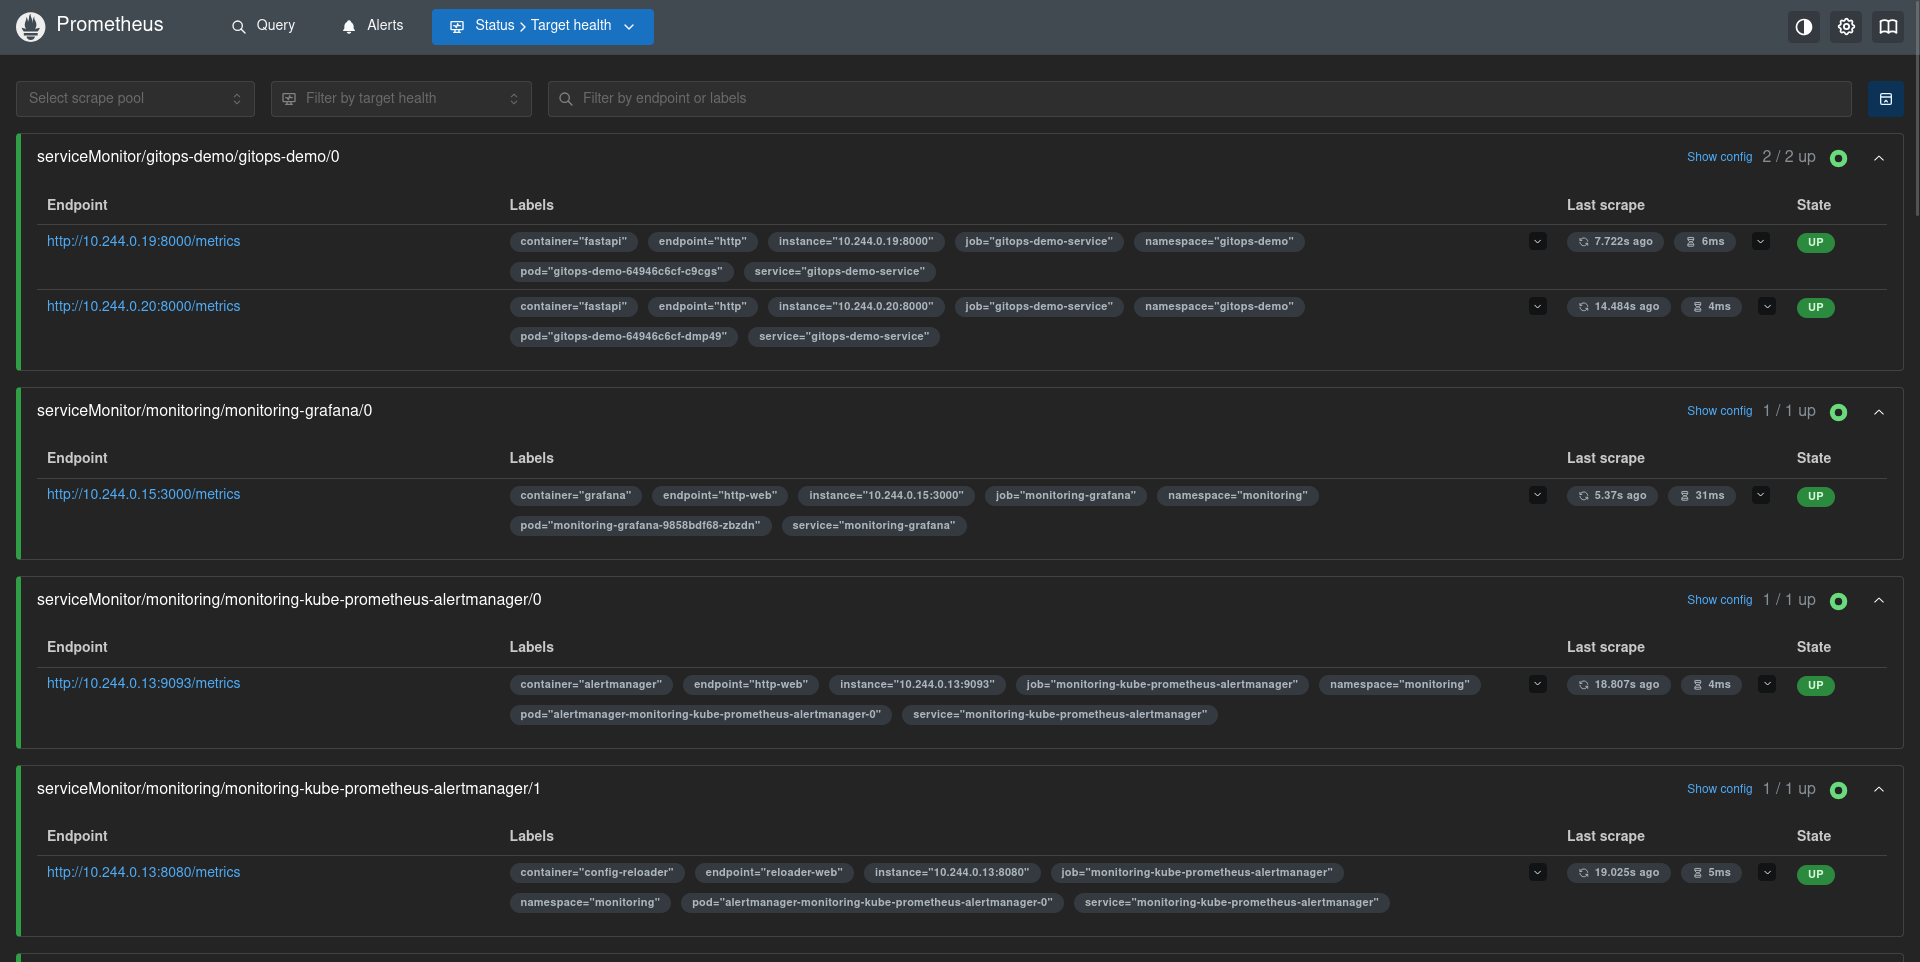 Prometheus Query Alerts Status > Target health
Select scrape pool Filter by target health Filter by endpoint or labels
serviceMonitor/gitops-demo/gitops-demo/0 Show config 2 / 2 up
Endpoint Labels Last scrape State
http://10.244.0.19:8000/metrics container="fastapi" endpoint="http" instance="10.244.0.19:8000" job="gitops-demo-service" namespace="gitops-demo" 7.722s ago 6ms UP
pod="gitops-demo-64946c6cf-c9cgs" service="gitops-demo-service"
http://10.244.0.20:8000/metrics container="fastapi" endpoint="http" instance="10.244.0.20:8000" job="gitops-demo-service" namespace="gitops-demo" 14.484s ago 4ms UP
pod="gitops-demo-64946c6cf-dmp49" service="gitops-demo-service"
serviceMonitor/monitoring/monitoring-grafana/0 Show config 1 / 1 up
Endpoint Labels Last scrape State
http://10.244.0.15:3000/metrics container="grafana" endpoint="http-web" instance="10.244.0.15:3000" job="monitoring-grafana" namespace="monitoring" 5.37s ago 31ms UP
pod="monitoring-grafana-9858bdf68-zbzdn" service="monitoring-grafana"
serviceMonitor/monitoring/monitoring-kube-prometheus-alertmanager/0 Show config 1 / 1 up
Endpoint Labels Last scrape State
http://10.244.0.13:9093/metrics container="alertmanager" endpoint="http-web" instance="10.244.0.13:9093" job="monitoring-kube-prometheus-alertmanager" namespace="monitoring" 18.807s ago 4ms UP
pod="alertmanager-monitoring-kube-prometheus-alertmanager-0" service="monitoring-kube-prometheus-alertmanager"
serviceMonitor/monitoring/monitoring-kube-prometheus-alertmanager/1 Show config 1 / 1 up
Endpoint Labels Last scrape State
http://10.244.0.13:8080/metrics container="config-reloader" endpoint="reloader-web" instance="10.244.0.13:8080" job="monitoring-kube-prometheus-alertmanager" 19.025s ago 5ms UP
namespace="monitoring" pod="alertmanager-monitoring-kube-prometheus-alertmanager-0" service="monitoring-kube-prometheus-alertmanager"